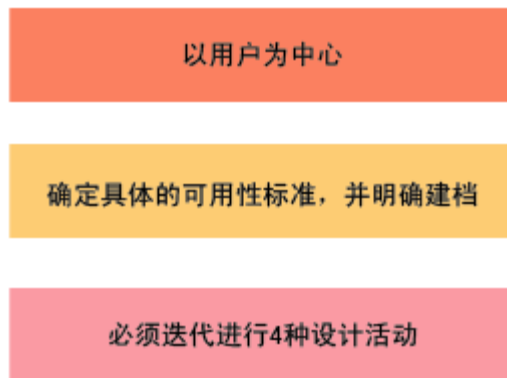 以用户为中心
确定具体的可用性标准，并明确建档
必须迭代进行4种设计活动